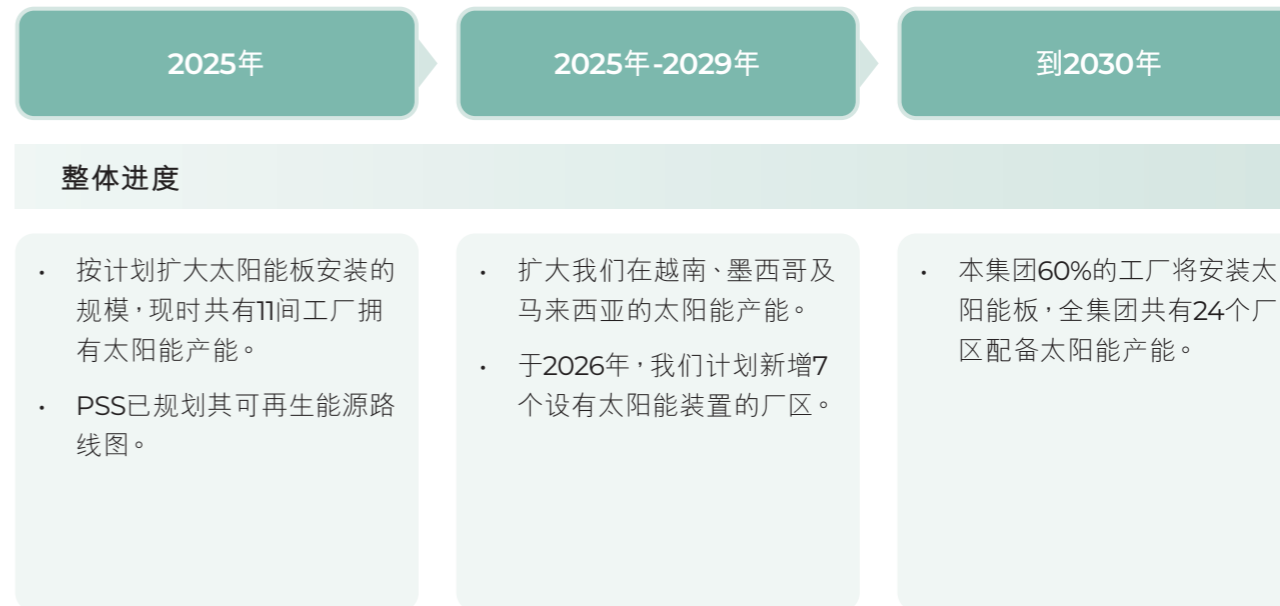 2025年
2025年-2029年
到2030年
整体进度
· 按计划扩大太阳能板安装的
规模，现时共有11间工厂拥
有太阳能产能。
· PSS已规划其可再生能源路
线图。
· 扩大我们在越南、墨西哥及
马来西亚的太阳能产能。
· 于2026年，我们计划新增7
个设有太阳能装置的厂区。
· 本集团60%的工厂将安装太
阳能板，全集团共有24个厂
区配备太阳能产能。